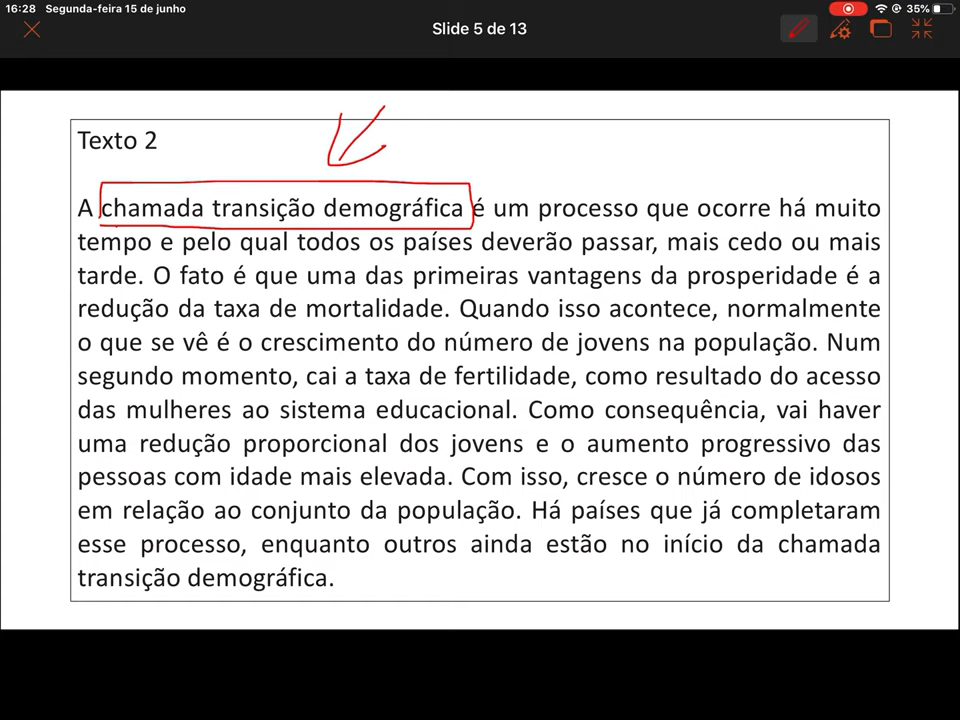 16:28 Segunda-feira 15 de junho
35%
Slide 5 de 13
Texto 2
A chamada transição demográfica é um processo que ocorre há muito
tempo e pelo qual todos os países deverão passar, mais cedo ou mais
tarde. O fato é que uma das primeiras vantagens da prosperidade é a
redução da taxa de mortalidade. Quando isso acontece, normalmente
o que se vê é o crescimento do número de jovens na população. Num
segundo momento, cai a taxa de fertilidade, como resultado do acesso
das mulheres ao sistema educacional. Como consequência, vai haver
uma redução proporcional dos jovens e o aumento progressivo das
pessoas com idade mais elevada. Com isso, cresce o número de idosos
em relação ao conjunto da população. Há países que já completaram
esse processo, enquanto outros ainda estão no início da chamada
transição demográfica.